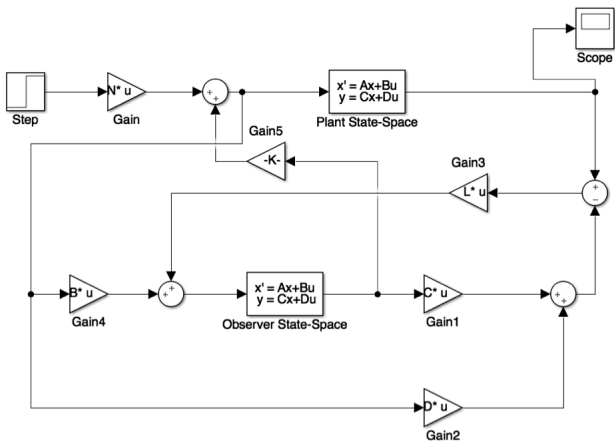 Scope
Step
N* u
Gain
++
x' = Ax+Bu
y = Cx+Du
Plant State-Space
Gain5
-K-
Gain3
L* u
+
−
B* u
Gain4
++
x' = Ax+Bu
y = Cx+Du
Observer State-Space
C* u
Gain1
++
D* u
Gain2